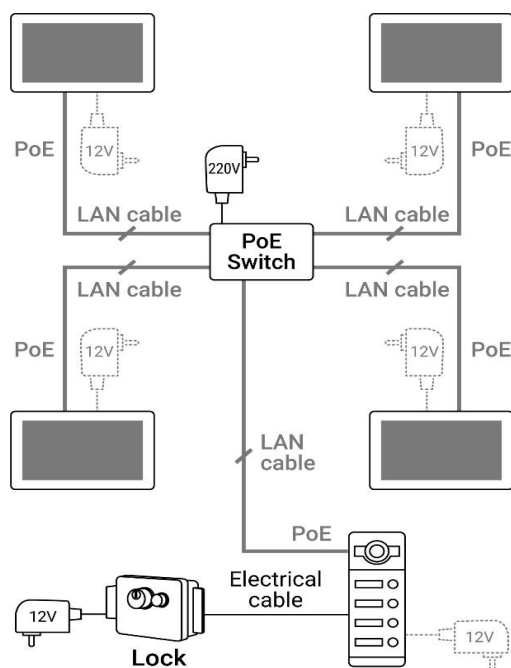 PoE
12V
12V
PoE
220V
LAN cable
LAN cable
PoE
Switch
LAN cable
LAN cable
PoE
12V
12V
PoE
LAN
cable
PoE
Electrical
cable
12V
12V
Lock